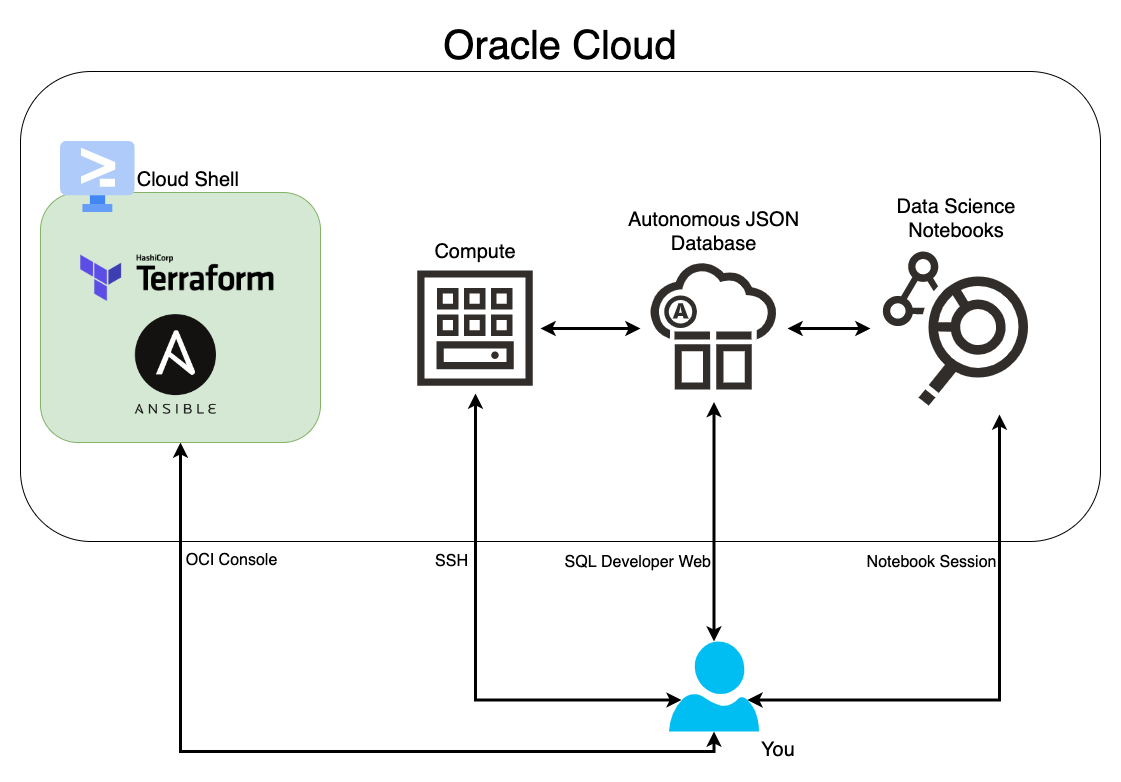 Oracle Cloud
Cloud Shell
HashiCorp
Terraform
ANSIBLE
Compute
Autonomous JSON
Database
A
Data Science
Notebooks
OCI Console
SSH
SQL Developer Web
Notebook Session
You